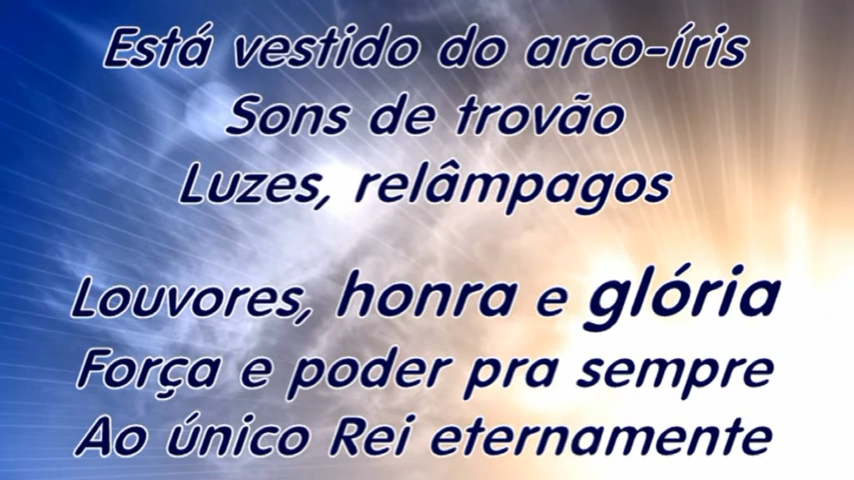 Está vestido do arco-íris
Sons de trovão
Luzes, relâmpagos
Louvores, honra e glória
Força e poder pra sempre
Ao único Rei eternamente